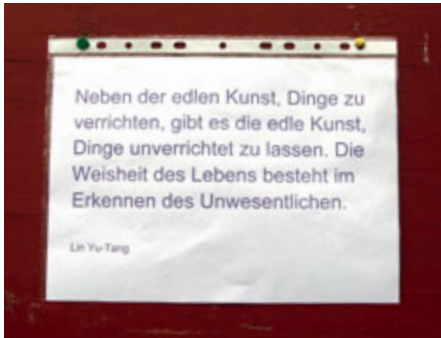 Neben der edlen Kunst, Dinge zu
verrichten, gibt es die edle Kunst,
Dinge unverrichtet zu lassen. Die
Weisheit des Lebens besteht im
Erkennen des Unwesentlichen.
Lin Yu-Tang